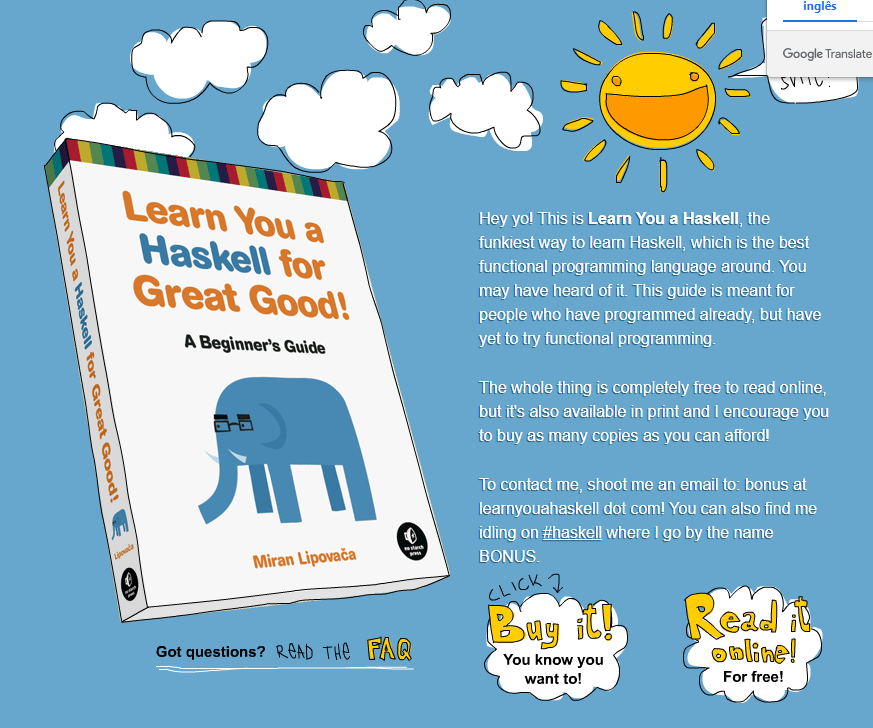 inglês
Google Translate
Learn You a
Haskell for
Great Good!
A Beginner's Guide
Miran Lipovača
no starch
press
Learn You a Haskell for Great Good!
Lipovača
Hey yo! This is Learn You a Haskell, the
funkiest way to learn Haskell, which is the best
functional programming language around. You
may have heard of it. This guide is meant for
people who have programmed already, but have
yet to try functional programming.
The whole thing is completely free to read online,
but it's also available in print and I encourage you
to buy as many copies as you can afford!
To contact me, shoot me an email to: bonus at
learnyouahaskell dot com! You can also find me
idling on #haskell where I go by the name
BONUS.
CLICK
Buy it!
You know you
want to!
Read it
online!
For free!
Got questions? READ THE FAQ